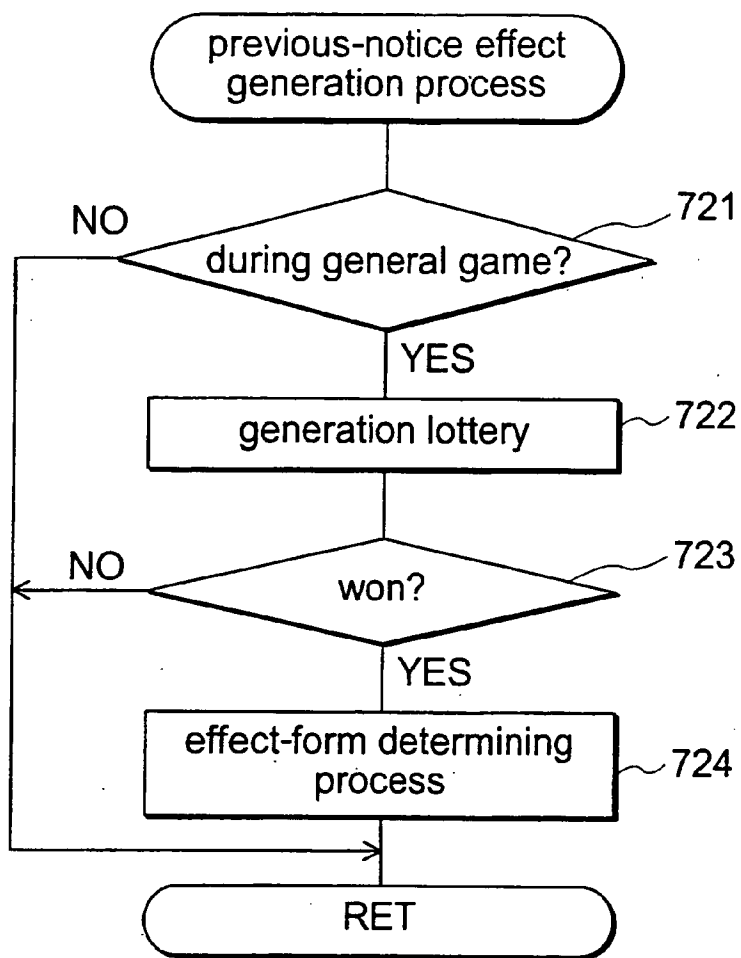 previous-notice effect
generation process
721
NO
during general game?
YES
722
generation lottery
723
NO
won?
YES
effect-form determining
process
724
RET